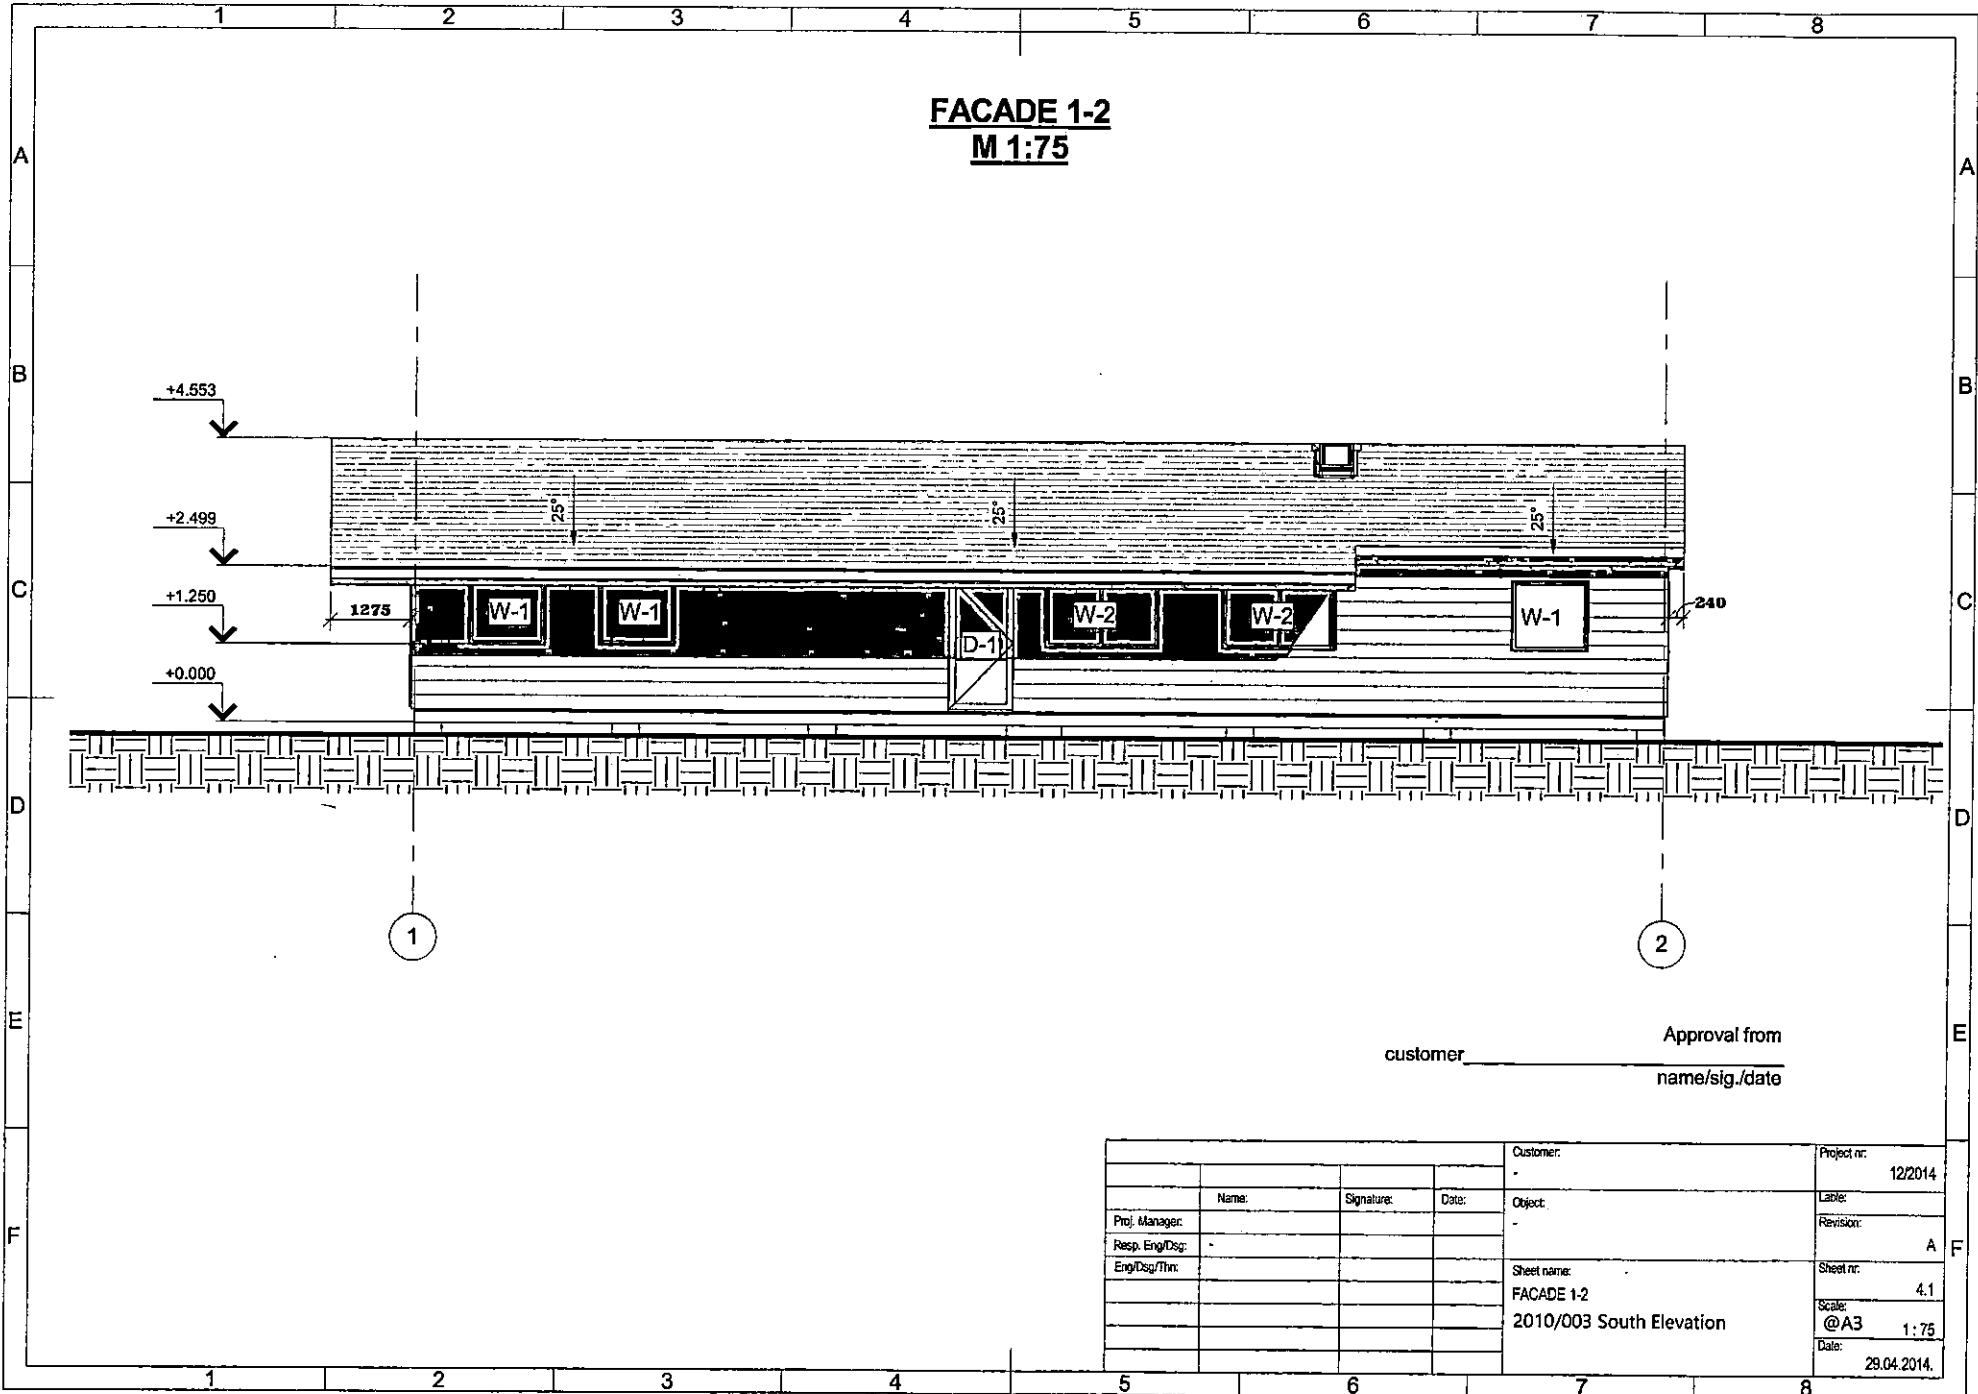 1 2 3 4 5 6 7 8
FACADE 1-2
M 1:75
A A
B B
+4.553
+2.499
25° 25° 25°
C C
+1.250
1275
W-1 W-1 W-2 W-2 W-1
240
D-1
+0.000
D D
1 2
E E
Approval from
customer
name/sig./date
F F
Customer:
-
Project nr:
12/2014
Name: Signature: Date:
Object:
-
Lable:
Proj. Manager:
Revision:
A
Resp. Eng/Dsg: -
Eng/Dsg/Thn:
Sheet name:
FACADE 1-2
2010/003 South Elevation
Sheet nr:
4.1
Scale:
@A3 1:75
Date:
29.04.2014.
1 2 3 4 5 6 7 8